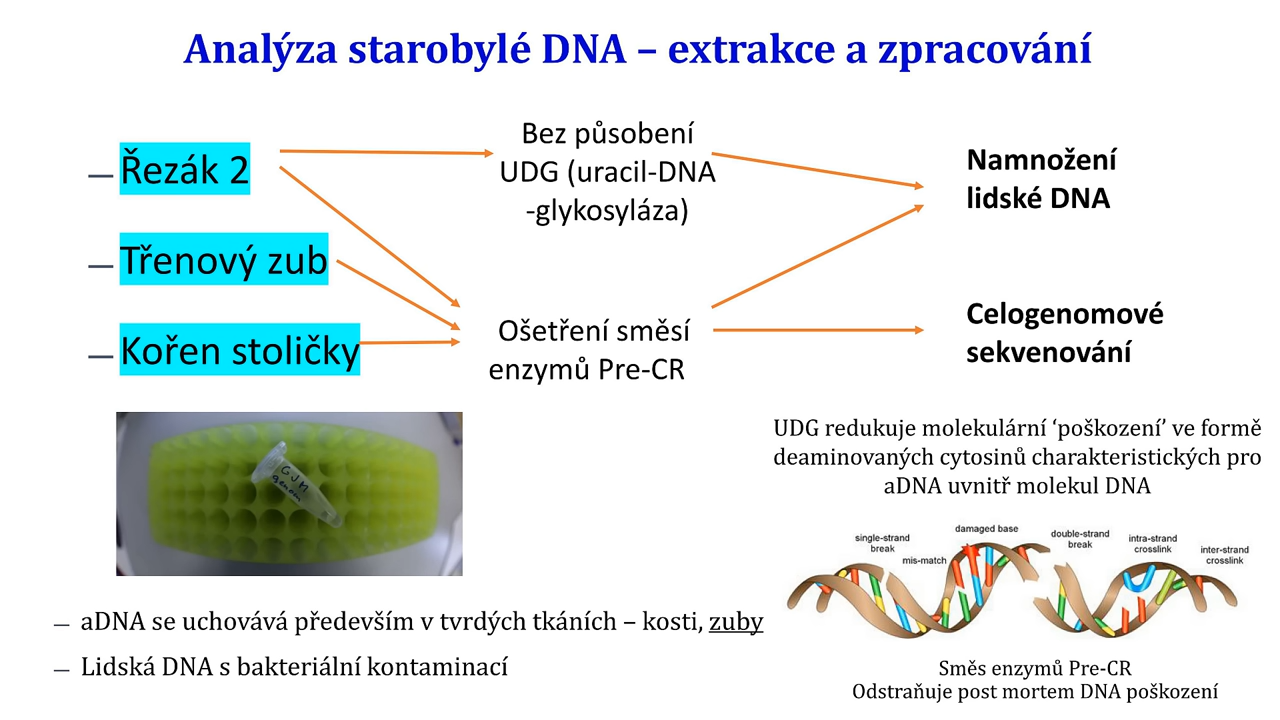 Analýza starobylé DNA – extrakce a zpracování
— Řezák 2
— Třenový zub
— Kořen stoličky
Bez působení
UDG (uracil-DNA
-glykosyláza)
Ošetření směsí
enzymů Pre-CR
Namnožení
lidské DNA
Celogenomové
sekvenování
GJM
genom
UDG redukuje molekulární ‘poškození’ ve formě
deaminovaných cytosinů charakteristických pro
aDNA uvnitř molekul DNA
single-strand
break
mis-match
damaged base
double-strand
break
intra-strand
crosslink
inter-strand
crosslink
— aDNA se uchovává především v tvrdých tkáních – kosti, zuby
— Lidská DNA s bakteriální kontaminací
Směs enzymů Pre-CR
Odstraňuje post mortem DNA poškození